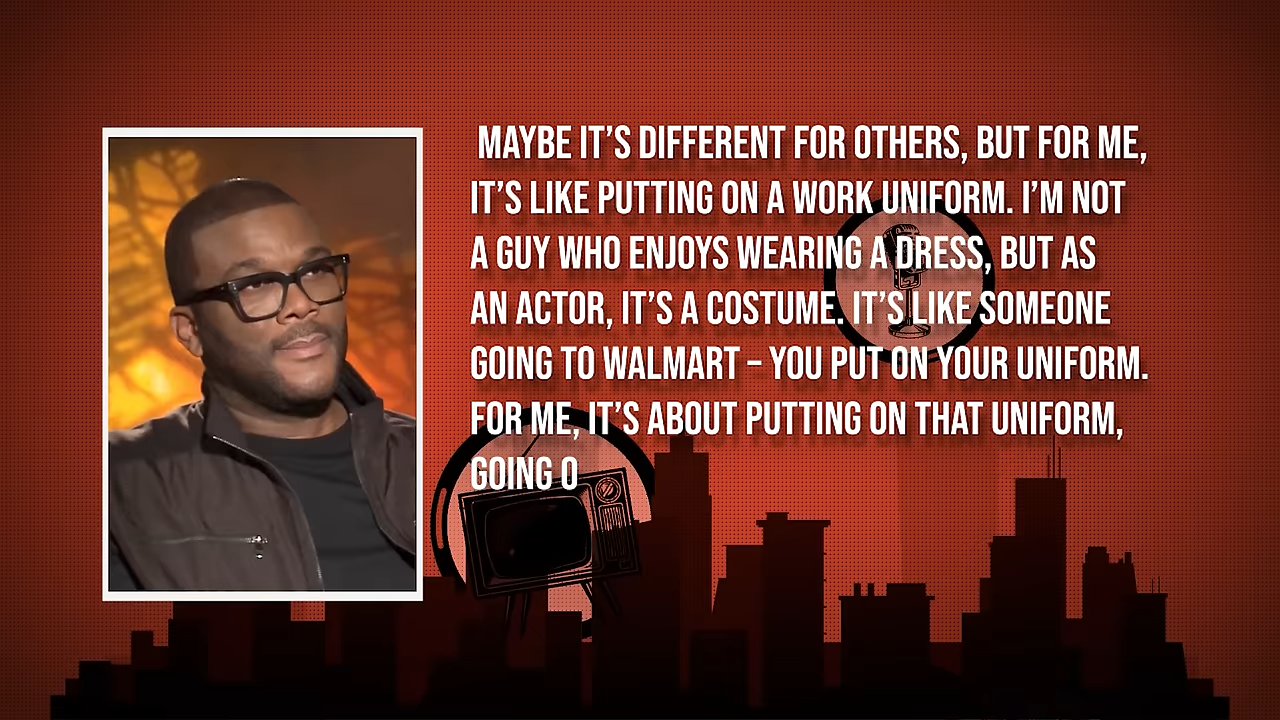 MAYBE IT’S DIFFERENT FOR OTHERS, BUT FOR ME,
IT’S LIKE PUTTING ON A WORK UNIFORM. I’M NOT
A GUY WHO ENJOYS WEARING A DRESS, BUT AS
AN ACTOR, IT’S A COSTUME. IT’S LIKE SOMEONE
GOING TO WALMART – YOU PUT ON YOUR UNIFORM.
FOR ME, IT’S ABOUT PUTTING ON THAT UNIFORM,
GOING O